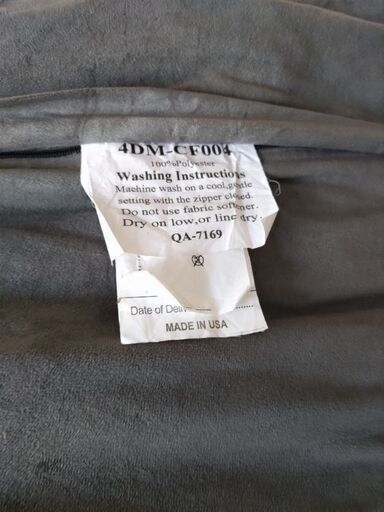 4DM-CF004
100%Polyester
Washing Instructions
Machine wash on a cool,gentle
setting with the zipper closed.
Do not use fabric softener.
Dry on low,or line dry.
QA-7169
Date of Deliv
MADE IN USA